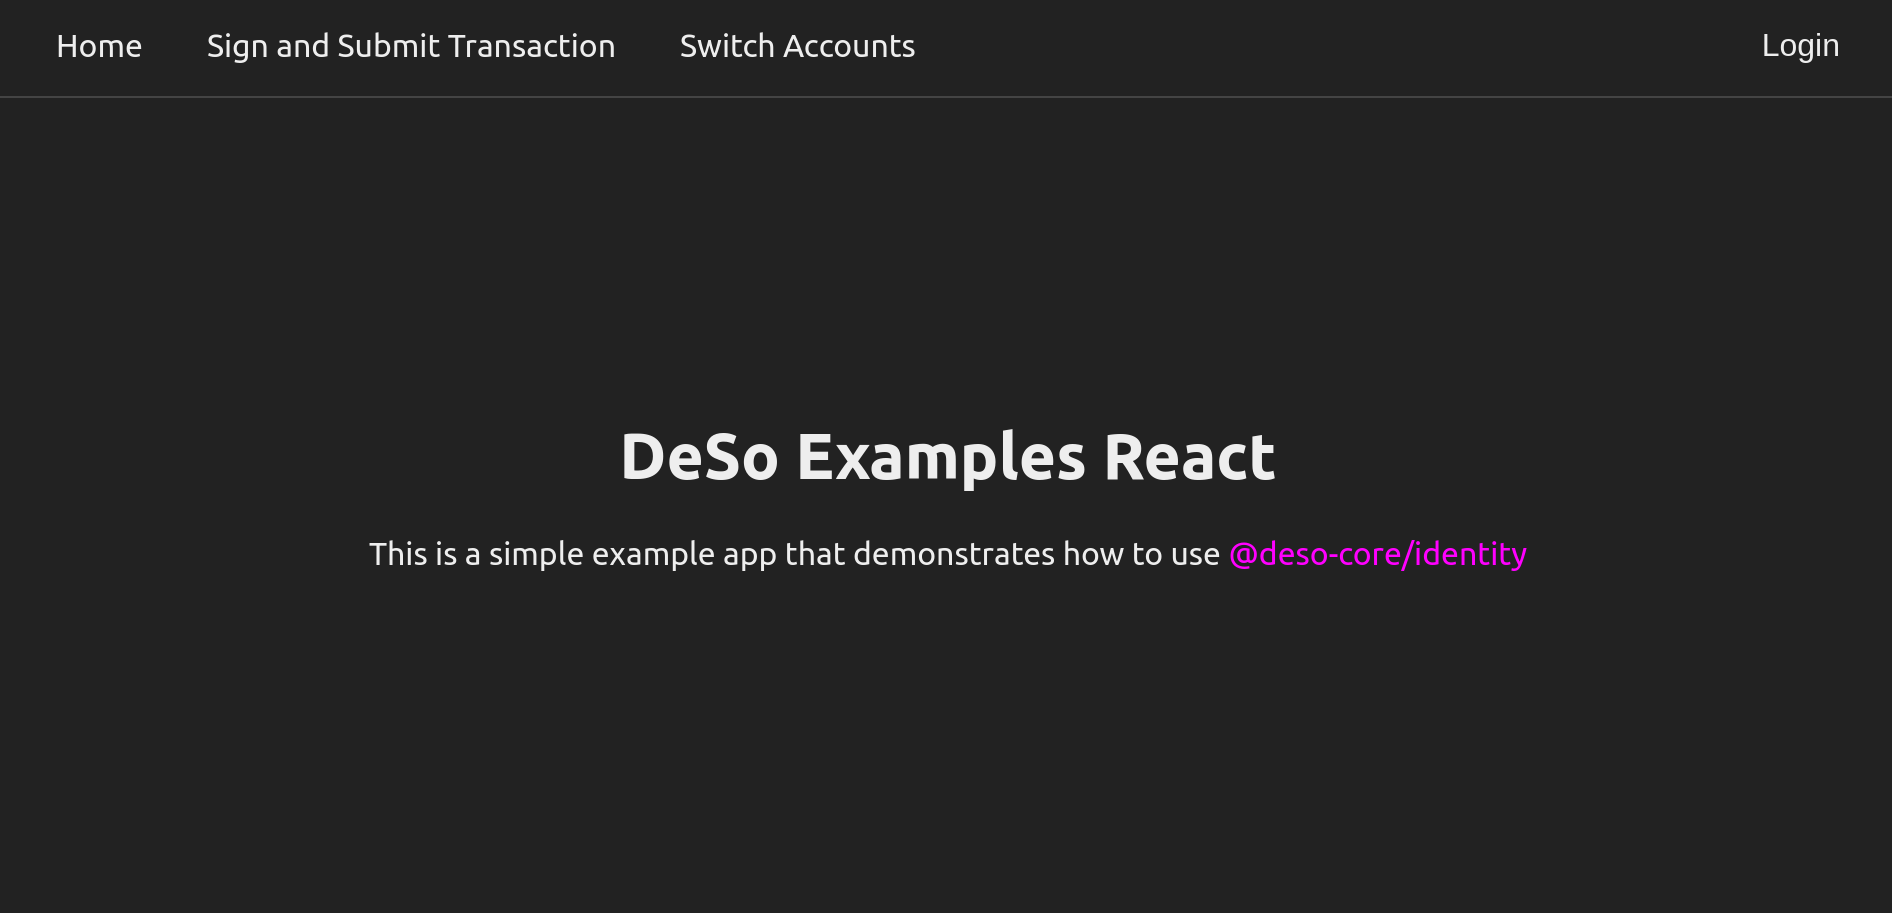 Home Sign and Submit Transaction Switch Accounts Login
DeSo Examples React
This is a simple example app that demonstrates how to use @deso-core/identity